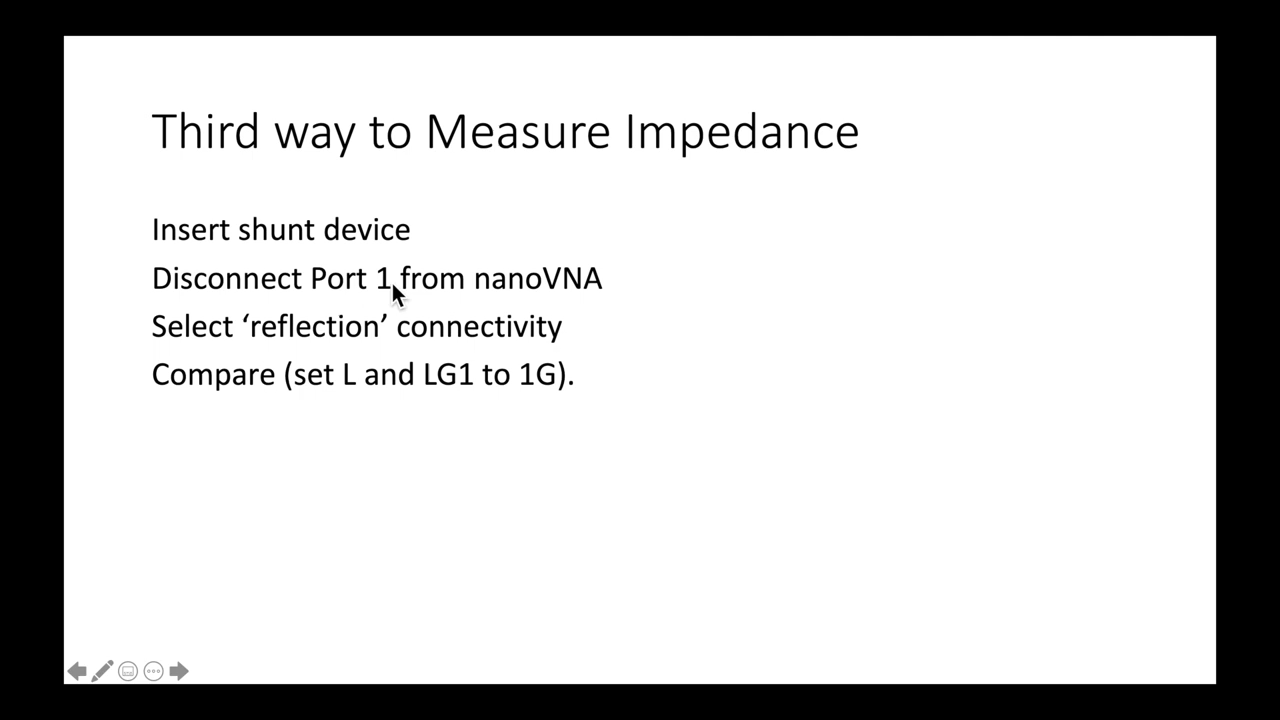 Third way to Measure Impedance
Insert shunt device
Disconnect Port 1 from nanoVNA
Select ‘reflection’ connectivity
Compare (set L and LG1 to 1G).